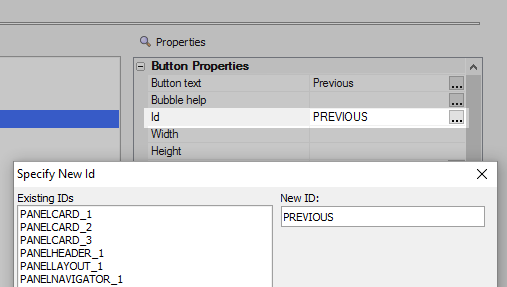 Properties
Button Properties
Button text Previous ...
Bubble help ...
Id PREVIOUS ...
Width
Height
Specify New Id
Existing IDs New ID:
PANELCARD_1 PREVIOUS
PANELCARD_2
PANELCARD_3
PANELHEADER_1
PANELLAYOUT_1
PANELNAVIGATOR_1